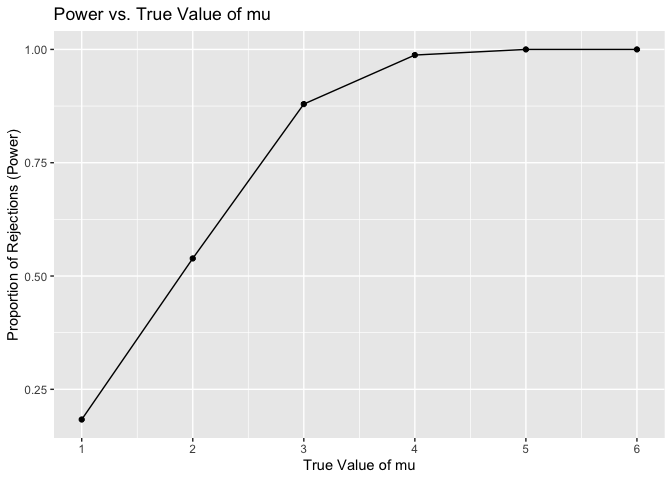 Power vs. True Value of mu
Proportion of Rejections (Power)
1.00
0.75
0.50
0.25
1 2 3 4 5 6
True Value of mu